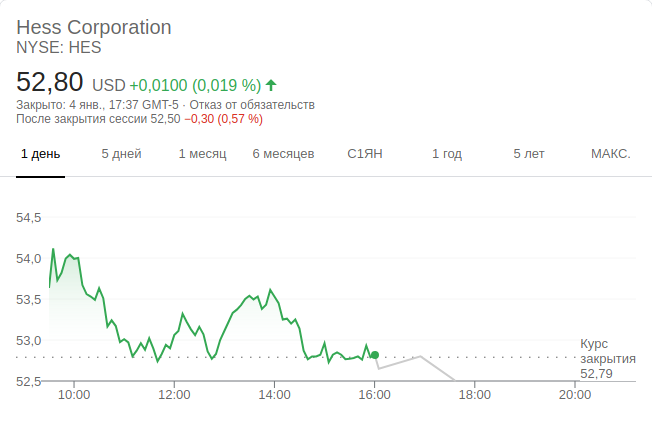 Hess Corporation
NYSE: HES
52,80 USD +0,0100 (0,019 %)
Закрыто: 4 янв., 17:37 GMT-5 · Отказ от обязательств
После закрытия сессии 52,50 −0,30 (0,57 %)
1 день 5 дней 1 месяц 6 месяцев С1ЯН 1 год 5 лет МАКС.
54,5
54,0
53,5
53,0
Курс
закрытия
52,79
52,5
10:00 12:00 14:00 16:00 18:00 20:00